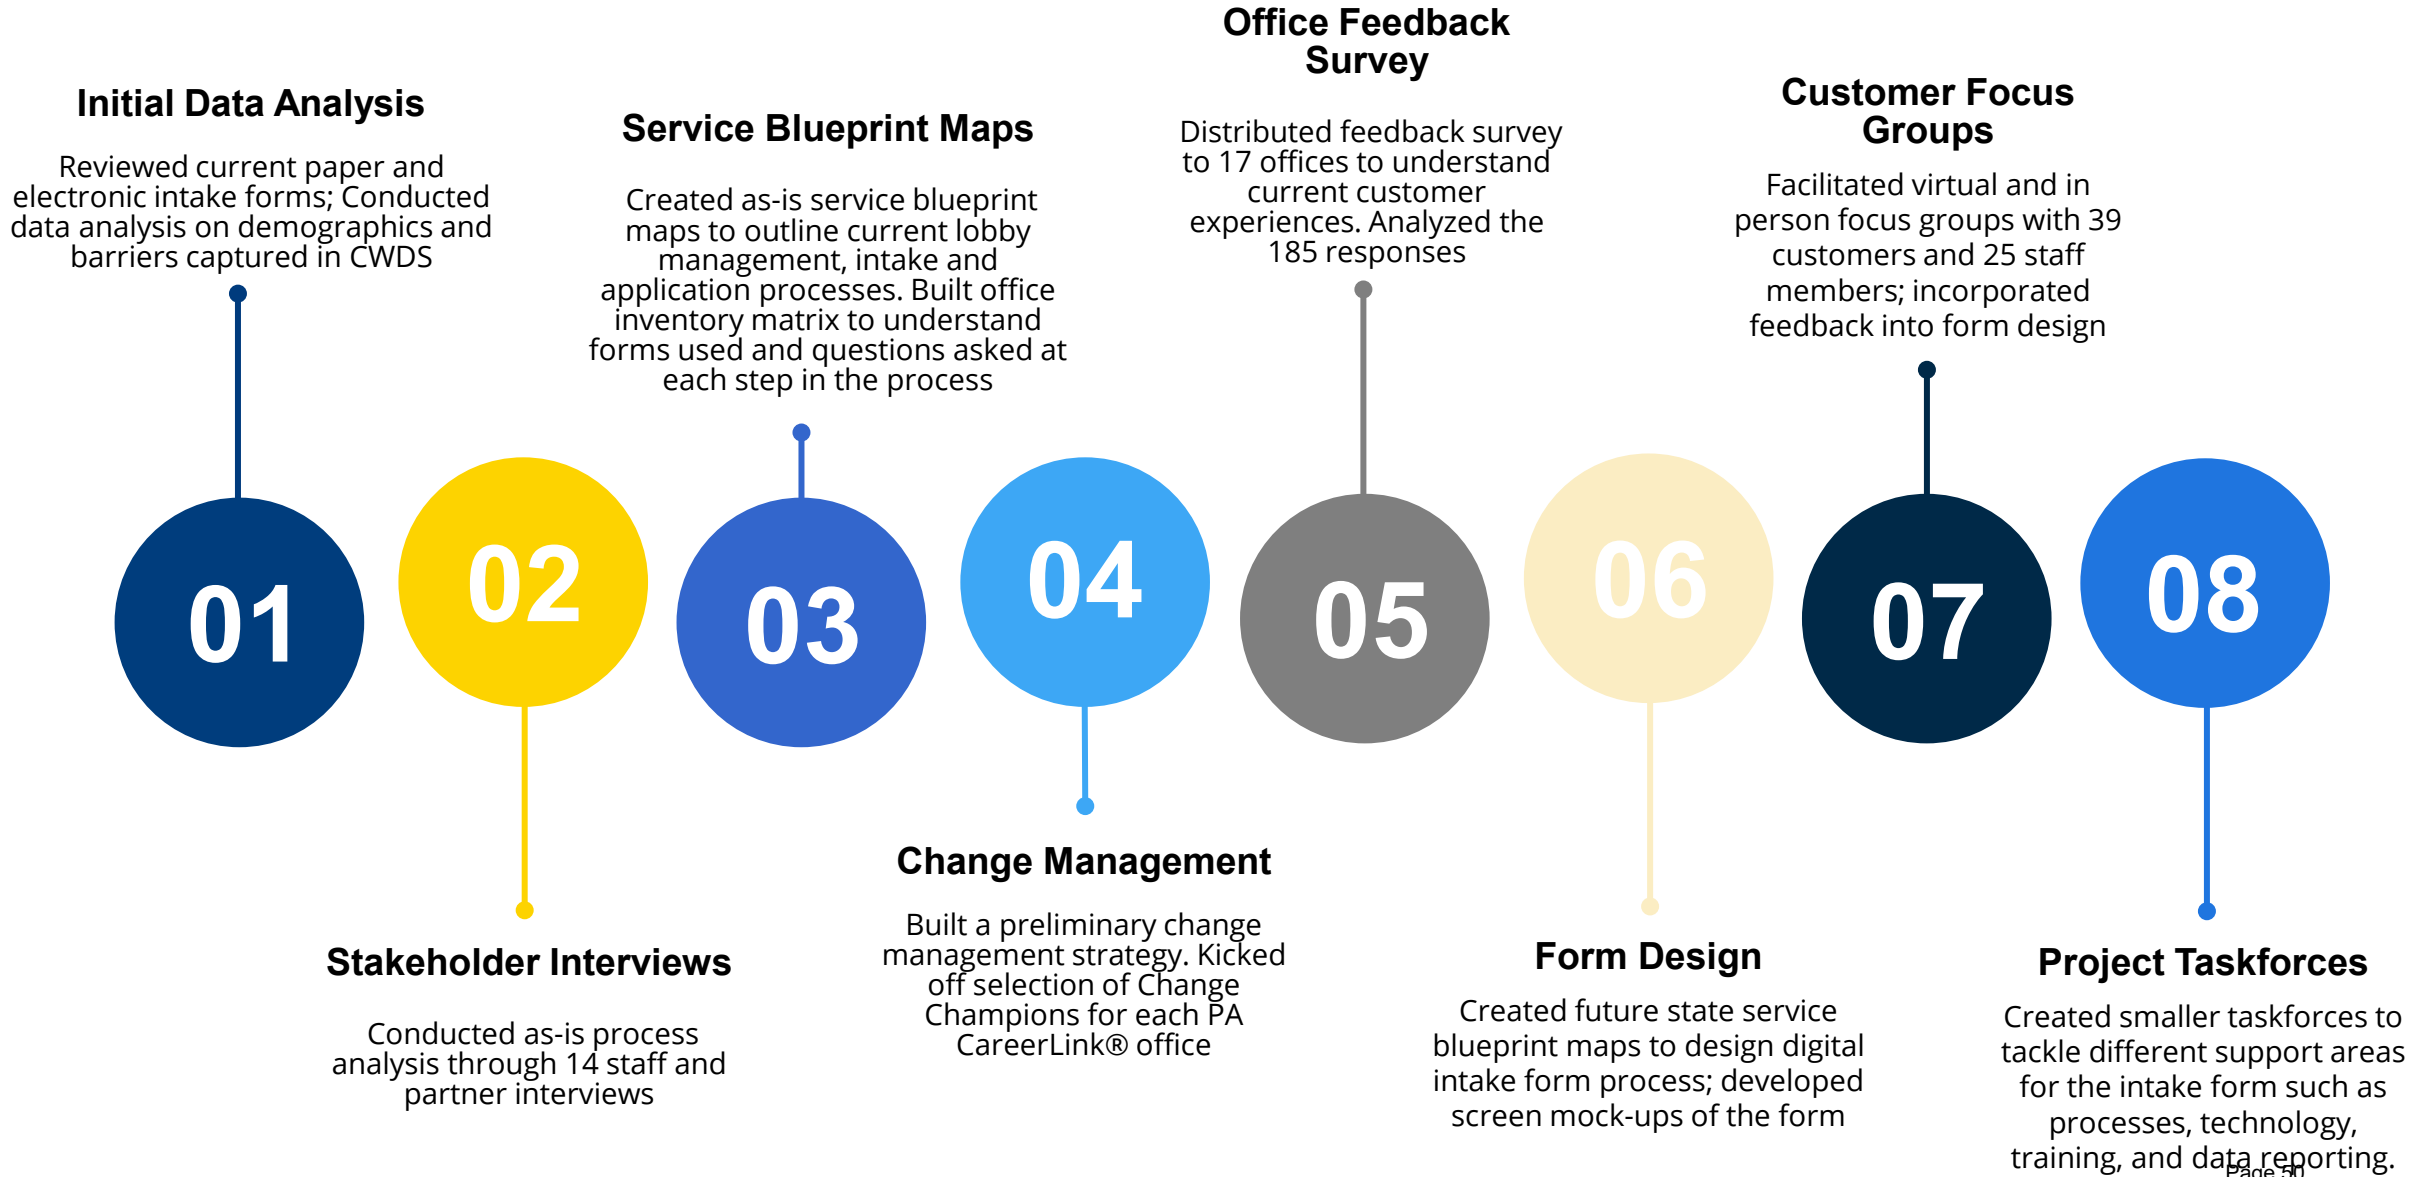 Initial Data Analysis
Reviewed current paper and
electronic intake forms; Conducted
data analysis on demographics and
barriers captured in CWDS
01
02
Stakeholder Interviews
Conducted as-is process
analysis through 14 staff and
partner interviews
Service Blueprint Maps
Created as-is service blueprint
maps to outline current lobby
management, intake and
application processes. Built office
inventory matrix to understand
forms used and questions asked at
each step in the process
03
04
Change Management
Built a preliminary change
management strategy. Kicked
off selection of Change
Champions for each PA
CareerLink® office
Office Feedback
Survey
Distributed feedback survey
to 17 offices to understand
current customer
experiences. Analyzed the
185 responses
05
06
Form Design
Created future state service
blueprint maps to design digital
intake form process; developed
screen mock-ups of the form
Customer Focus
Groups
Facilitated virtual and in
person focus groups with 39
customers and 25 staff
members; incorporated
feedback into form design
07
08
Project Taskforces
Created smaller taskforces to
tackle different support areas
for the intake form such as
processes, technology,
training, and data reporting.
Page 50